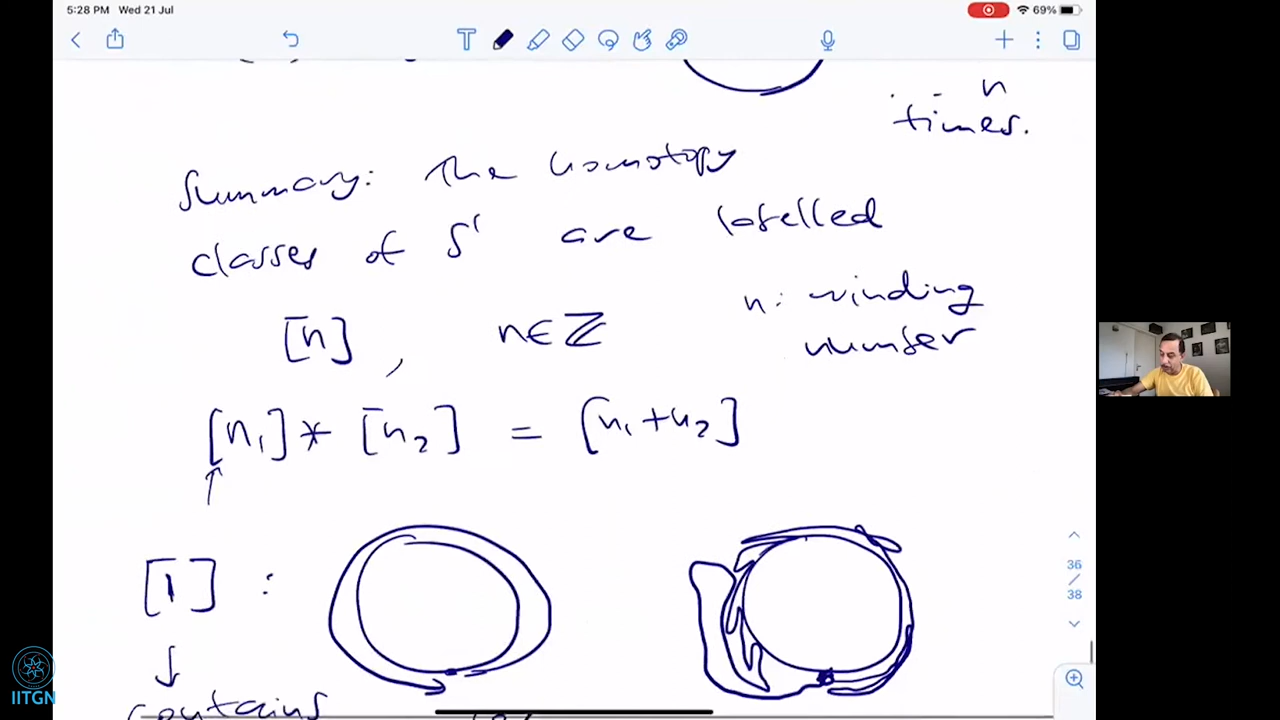 5:28 PM Wed 21 Jul
69%
n
times.
Summary: The homotopy
classes of S¹ are labelled
[n], n∈ℤ
n: winding
number
[n₁] * [n₂] = [n₁+n₂]
[1] :
contains
36
38
IITGN